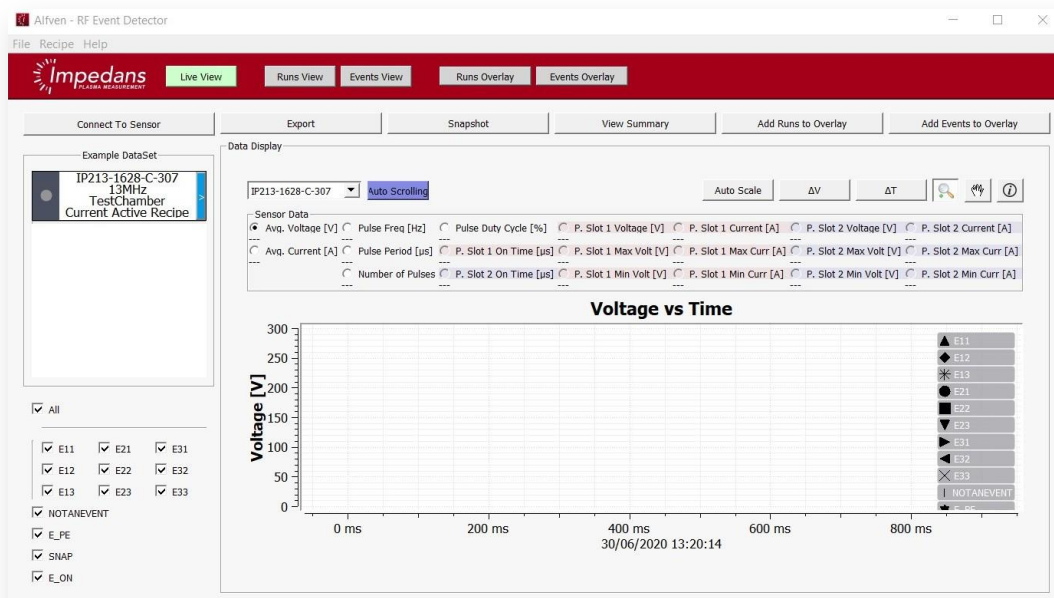 Alfven - RF Event Detector
File Recipe Help
Impedans
PLASMA MEASUREMENT
Live View
Runs View
Events View
Runs Overlay
Events Overlay
Connect To Sensor
Export
Snapshot
View Summary
Add Runs to Overlay
Add Events to Overlay
Example DataSet
IP213-1628-C-307
13MHz
TestChamber
Current Active Recipe
>
All
E11 E21 E31
E12 E22 E32
E13 E23 E33
NOTANEVENT
E_PE
SNAP
E_ON
Data Display
IP213-1628-C-307
Auto Scrolling
Auto Scale
ΔV
ΔT
Sensor Data
Avg. Voltage [V] Pulse Freq [Hz] Pulse Duty Cycle [%] P. Slot 1 Voltage [V] P. Slot 1 Current [A] P. Slot 2 Voltage [V] P. Slot 2 Current [A]
--- --- --- --- --- --- ---
Avg. Current [A] Pulse Period [µs] P. Slot 1 On Time [µs] P. Slot 1 Max Volt [V] P. Slot 1 Max Curr [A] P. Slot 2 Max Volt [V] P. Slot 2 Max Curr [A]
--- --- --- --- --- --- ---
Number of Pulses P. Slot 2 On Time [µs] P. Slot 1 Min Volt [V] P. Slot 1 Min Curr [A] P. Slot 2 Min Volt [V] P. Slot 2 Min Curr [A]
--- --- --- --- --- ---
Voltage vs Time
Voltage [V]
300
250
200
150
100
50
0
0 ms 200 ms 400 ms 600 ms 800 ms
30/06/2020 13:20:14
E11
E12
E13
E21
E22
E23
E31
E32
E33
NOTANEVENT
E_PE